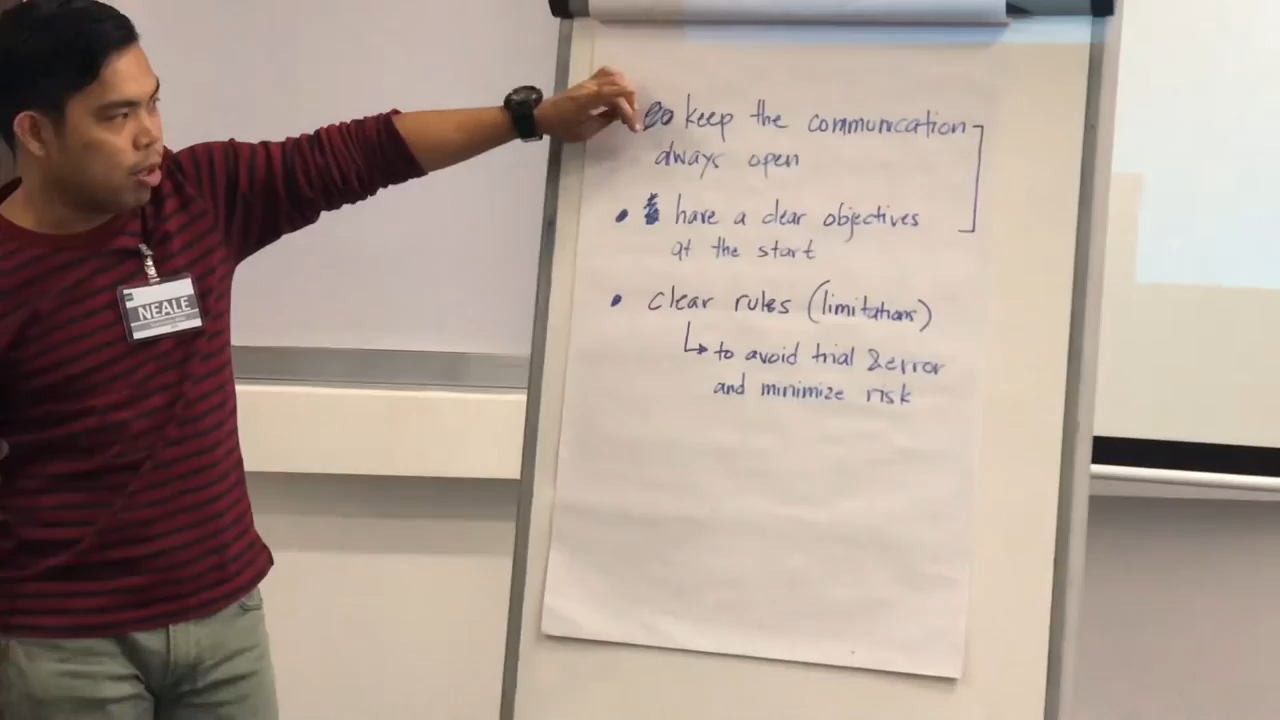 keep the communication
always open
• have a clear objectives
at the start
• clear rules (limitations)
↳ to avoid trial & error
and minimize risk
NEALE